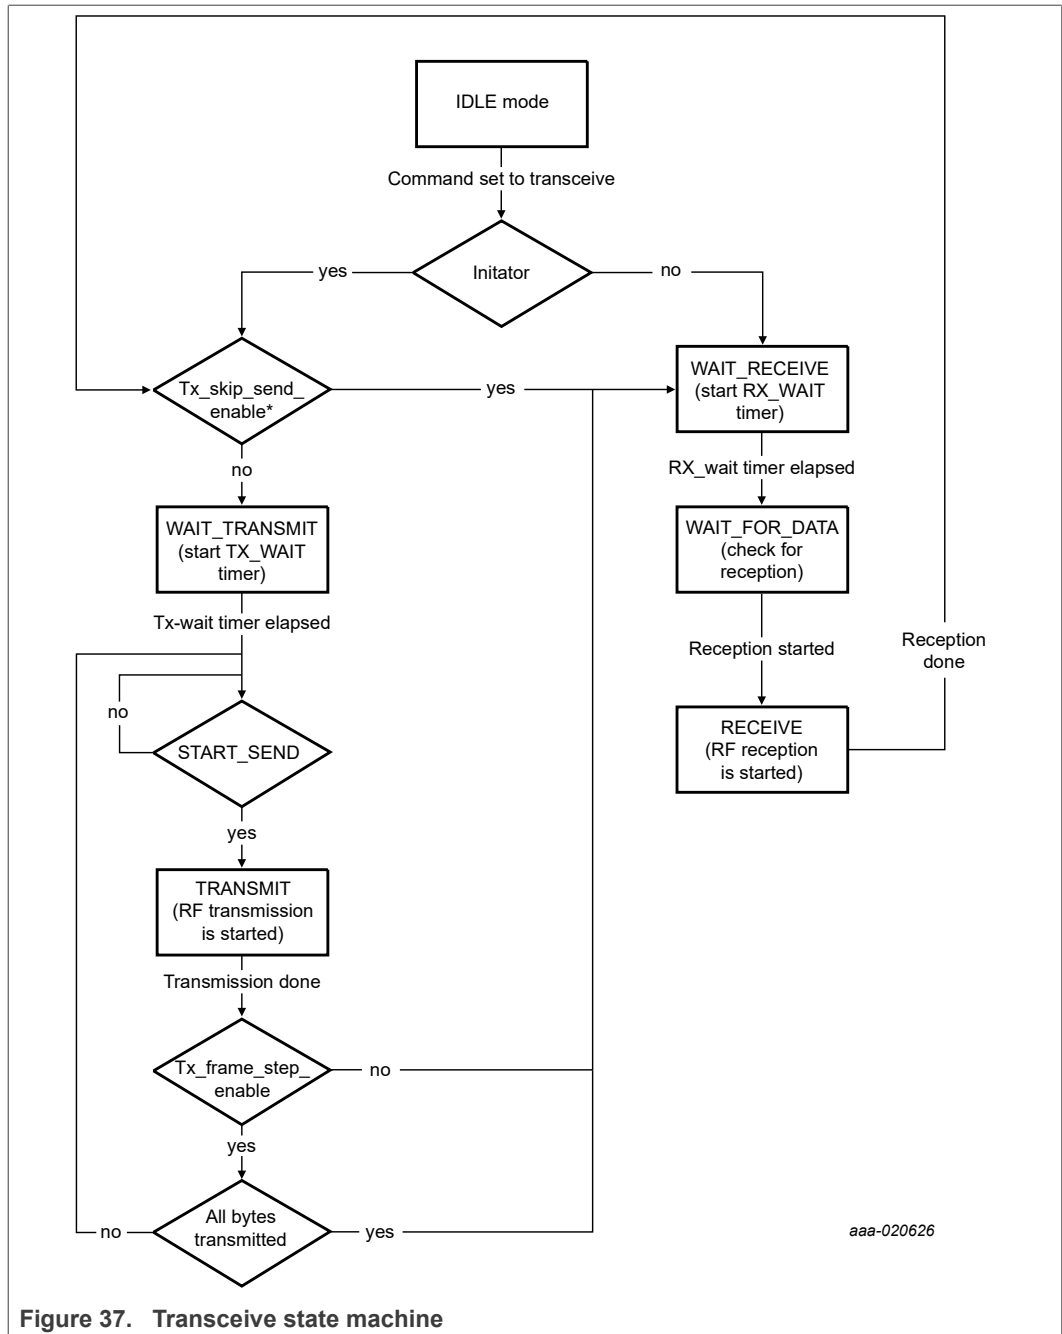 IDLE mode
Command set to transceive
Initator
yes
no
Tx_skip_send_
enable*
yes
WAIT_RECEIVE
(start RX_WAIT
timer)
no
RX_wait timer elapsed
WAIT_TRANSMIT
(start TX_WAIT
timer)
WAIT_FOR_DATA
(check for
reception)
Tx-wait timer elapsed
Reception started
Reception
done
no
START_SEND
RECEIVE
(RF reception
is started)
yes
TRANSMIT
(RF transmission
is started)
Transmission done
Tx_frame_step_
enable
no
yes
All bytes
transmitted
no
yes
aaa-020626
Figure 37. Transceive state machine